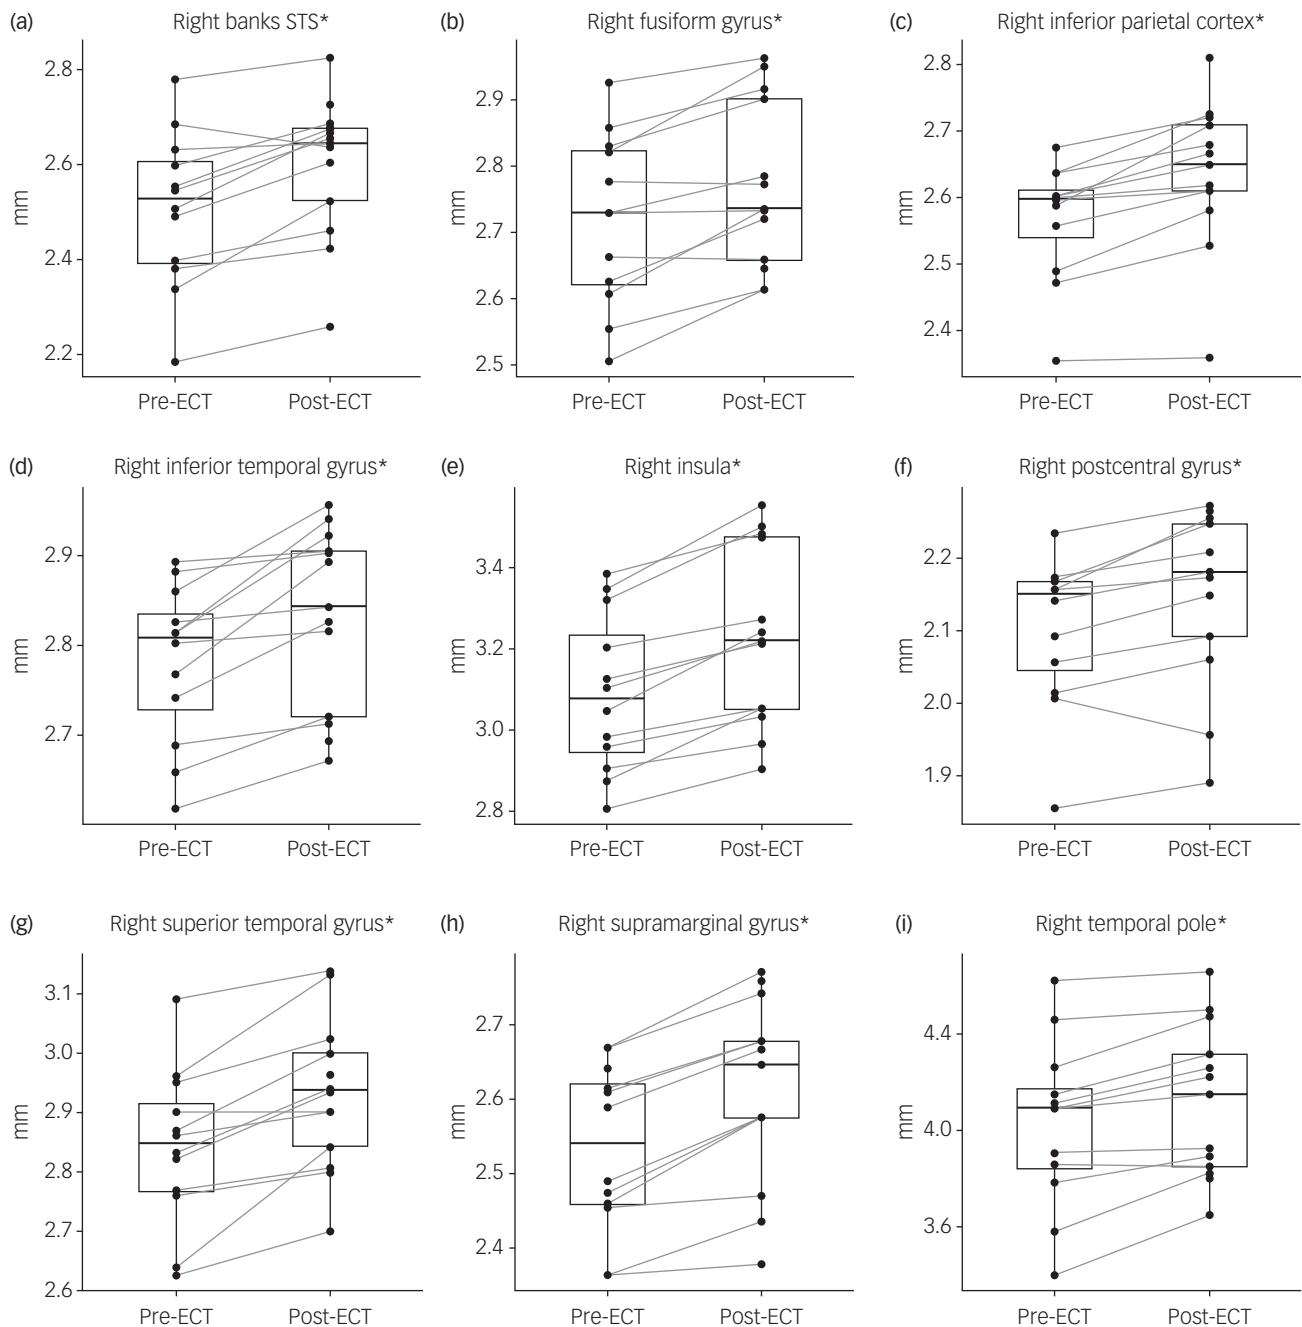 (a) Right banks STS*
2.8
2.6
2.4
2.2
mm
Pre-ECT Post-ECT
(b) Right fusiform gyrus*
2.9
2.8
2.7
2.6
2.5
mm
Pre-ECT Post-ECT
(c) Right inferior parietal cortex*
2.8
2.7
2.6
2.5
2.4
mm
Pre-ECT Post-ECT
(d) Right inferior temporal gyrus*
2.9
2.8
2.7
mm
Pre-ECT Post-ECT
(e) Right insula*
3.4
3.2
3.0
2.8
mm
Pre-ECT Post-ECT
(f) Right postcentral gyrus*
2.2
2.1
2.0
1.9
mm
Pre-ECT Post-ECT
(g) Right superior temporal gyrus*
3.1
3.0
2.9
2.8
2.7
2.6
mm
Pre-ECT Post-ECT
(h) Right supramarginal gyrus*
2.7
2.6
2.5
2.4
mm
Pre-ECT Post-ECT
(i) Right temporal pole*
4.4
4.0
3.6
mm
Pre-ECT Post-ECT